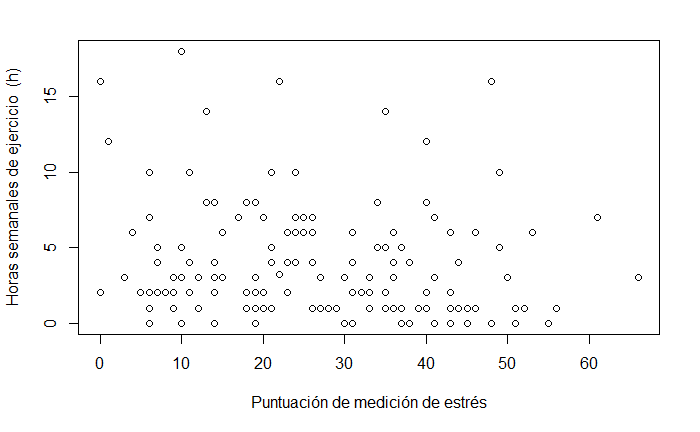 Horas semanales de ejercicio (h)
15
10
5
0
0 10 20 30 40 50 60
Puntuación de medición de estrés